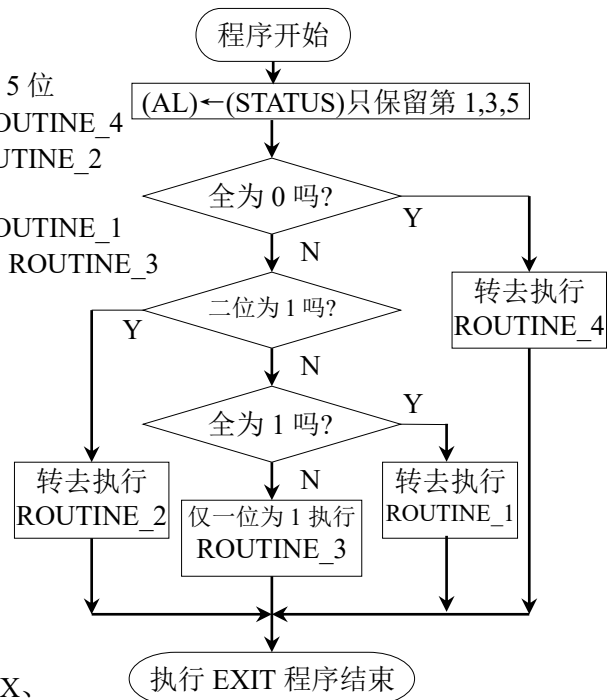 程序开始
5 位
(AL)←(STATUS)只保留第 1,3,5
OUTINE_4
UTINE_2
全为 0 吗?
Y
OUTINE_1
N
ROUTINE_3
二位为 1 吗?
转去执行
ROUTINE_4
Y
N
全为 1 吗?
Y
N
转去执行
ROUTINE_2
仅一位为 1 执行
ROUTINE_3
转去执行
ROUTINE_1
执行 EXIT 程序结束
X、